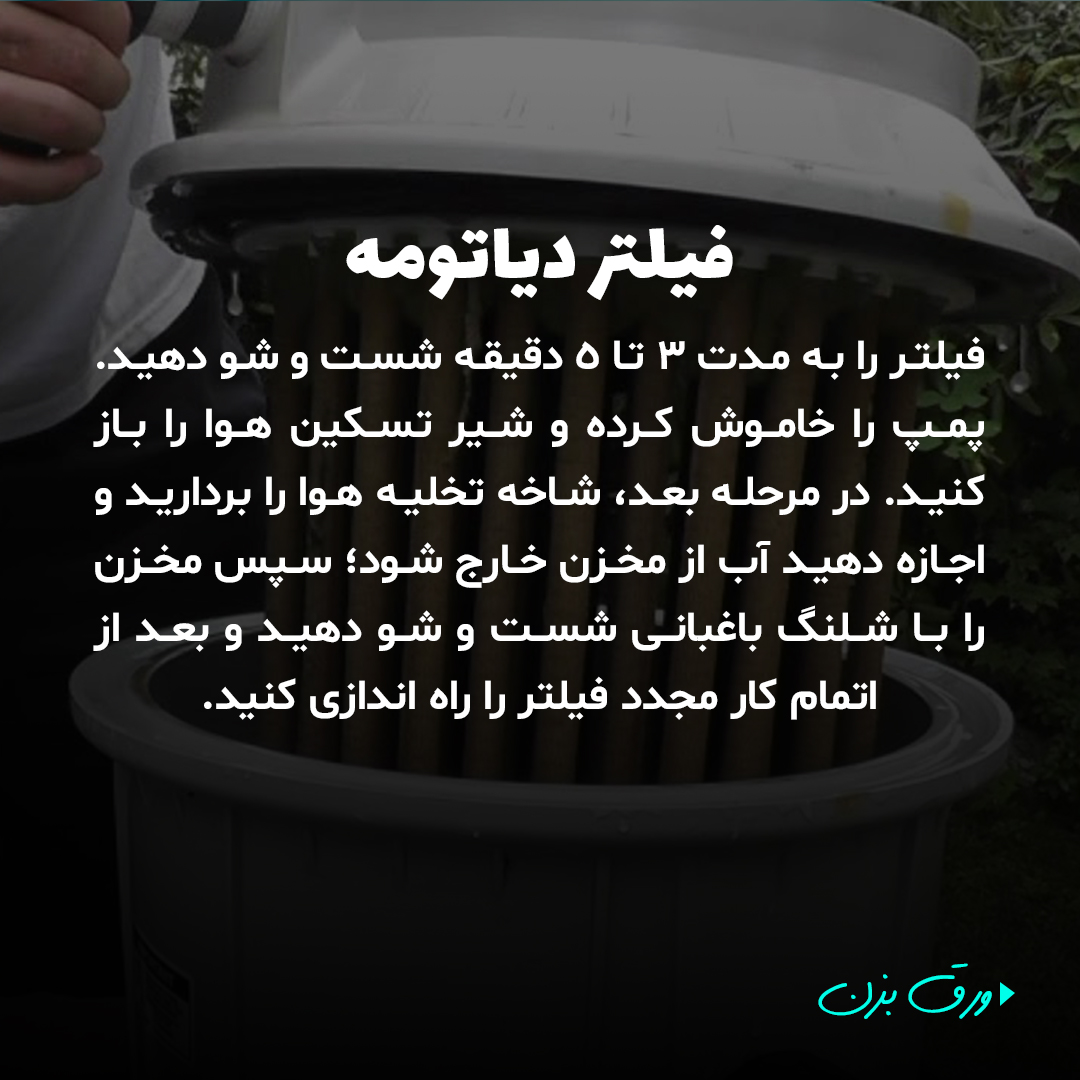 فیلتر دیاتومه
فیلتر را به مدت ۳ تا ۵ دقیقه شست و شو دهید.
پمپ را خاموش کرده و شیر تسکین هوا را باز
کنید. در مرحله بعد، شاخه تخلیه هوا را بردارید و
اجازه دهید آب از مخزن خارج شود؛ سپس مخزن
را با شلنگ باغبانی شست و شو دهید و بعد از
اتمام کار مجدد فیلتر را راه اندازی کنید.
ورق بزن